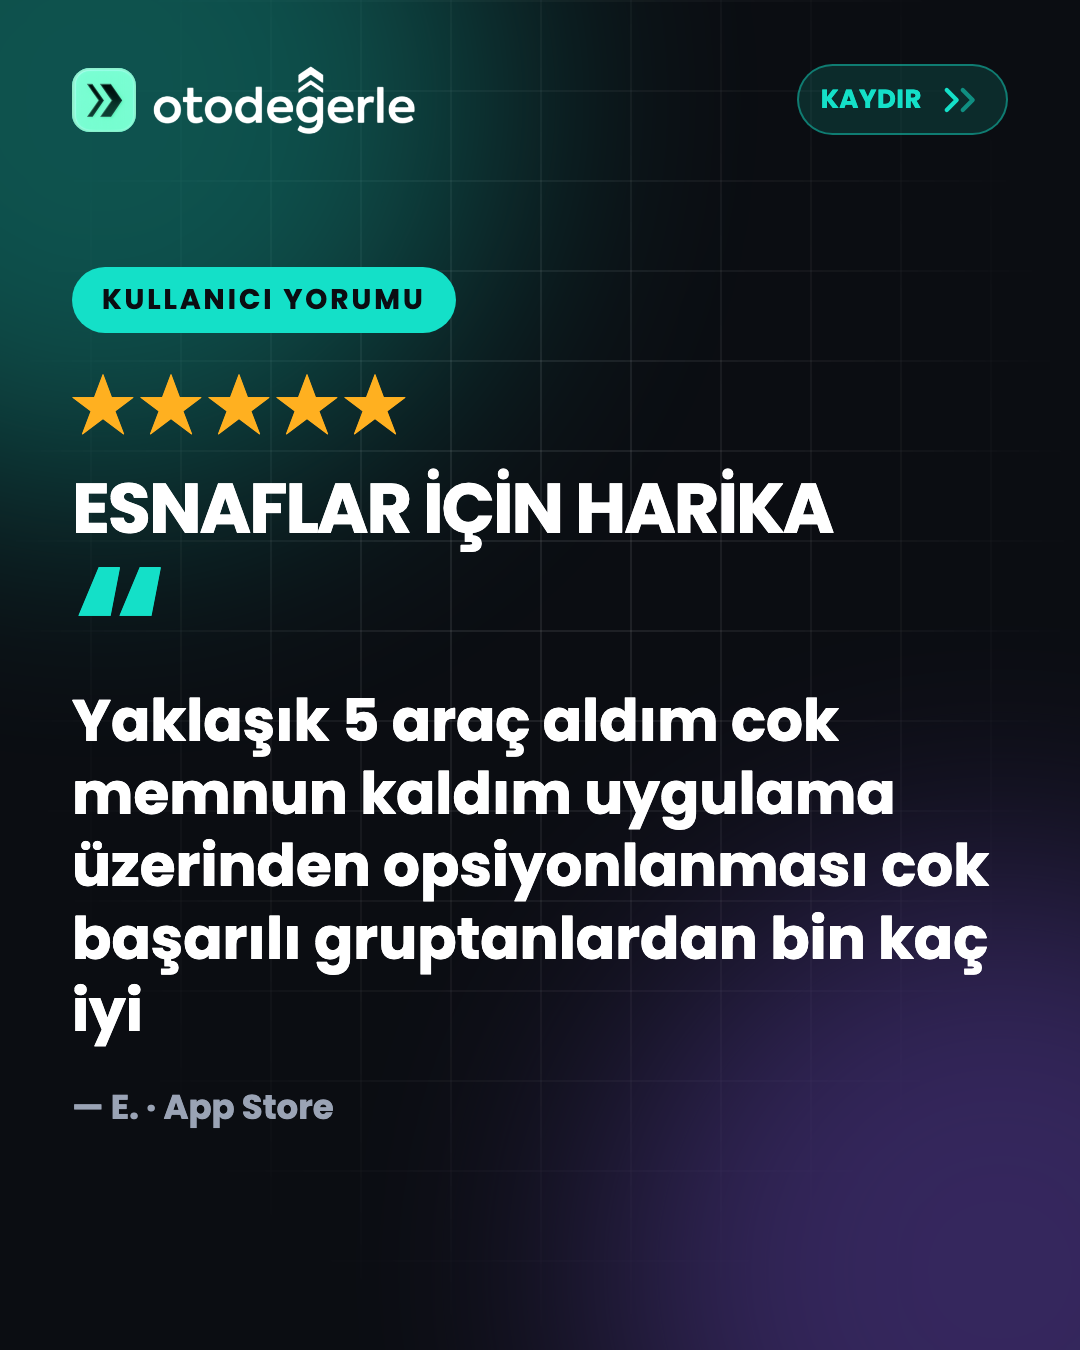 otodeğerle
KAYDIR
KULLANICI YORUMU
ESNAFLAR İÇİN HARİKA
“
Yaklaşık 5 araç aldım cok
memnun kaldım uygulama
üzerinden opsiyonlanması cok
başarılı gruptanlardan bin kaç
iyi
— E. · App Store